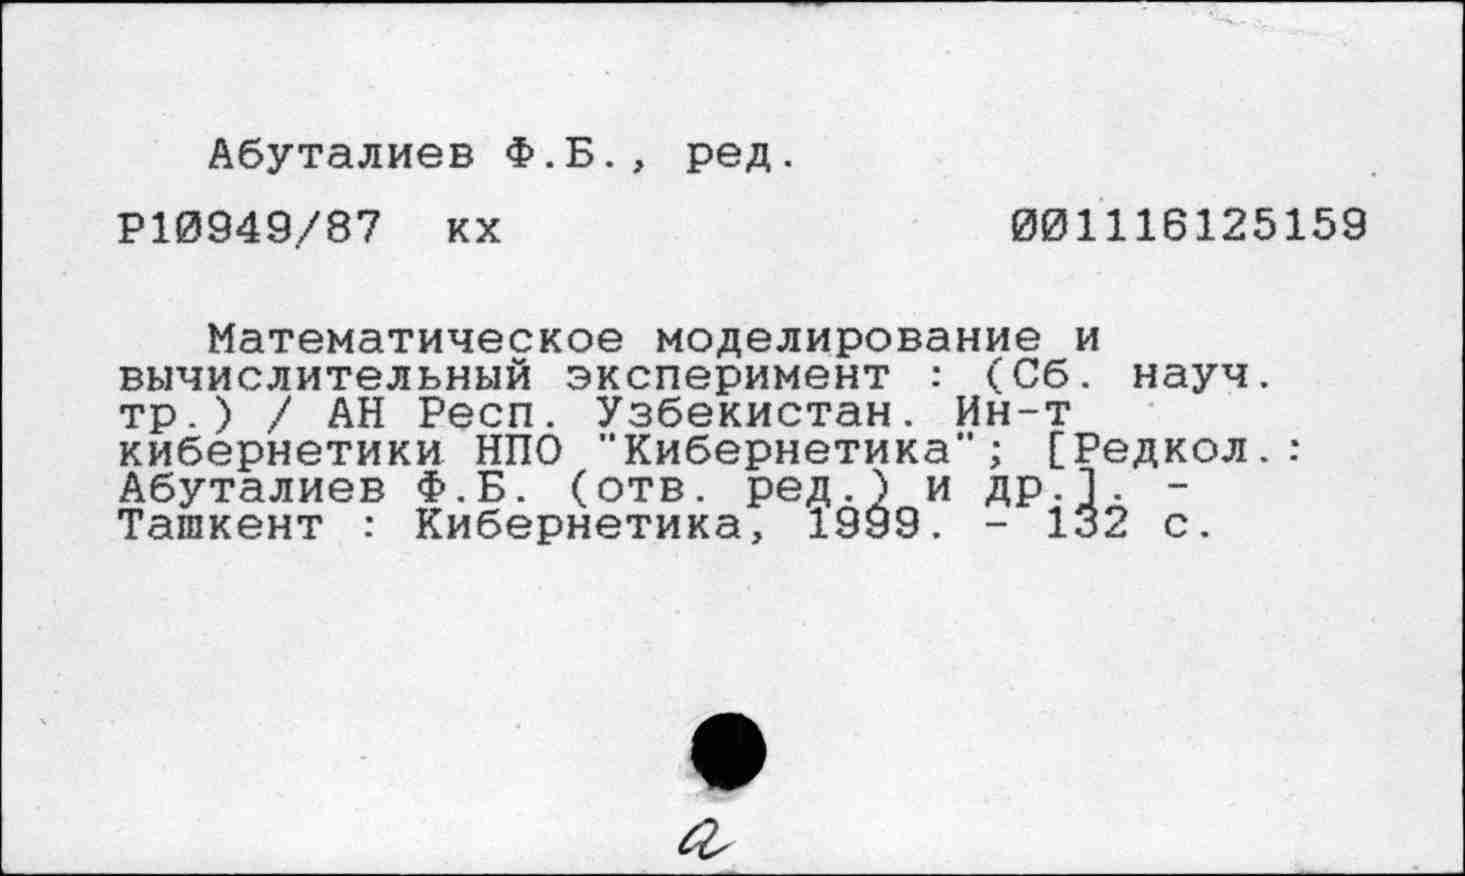 Абуталиев Ф.Б., ред.
Р10949/87 кх 001116125159
Математическое моделирование и
вычислительный эксперимент : (Сб. науч.
тр.) / АН Респ. Узбекистан. Ин-т
кибернетики НПО "Кибернетика"; [Редкол.:
Абуталиев Ф.Б. (отв. ред.) и др.]. -
Ташкент : Кибернетика, 1999. - 132 с.